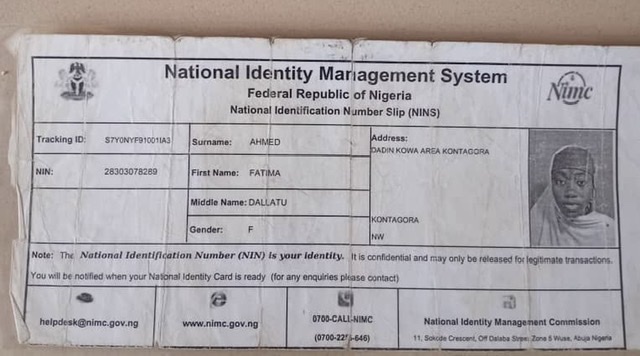 National Identity Management System
Federal Republic of Nigeria
National Identification Number Slip (NINS)
Nimc
Tracking ID: S7Y0NYF91001IA3
Surname: AHMED
Address:
DADIN KOWA AREA KONTAGORA
NIN: 28303078289
First Name: FATIMA
Middle Name: DALLATU
KONTAGORA
Gender: F
NW
Note: The National Identification Number (NIN) is your identity. It is confidential and may only be released for legitimate transactions.
You will be notified when your National Identity Card is ready (for any enquiries please contact)
helpdesk@nimc.gov.ng
www.nimc.gov.ng
0700-CALL-NIMC
(0700-2255-646)
National Identity Management Commission
11, Sokode Crescent, Off Dalaba Street, Zone 5 Wuse, Abuja Nigeria